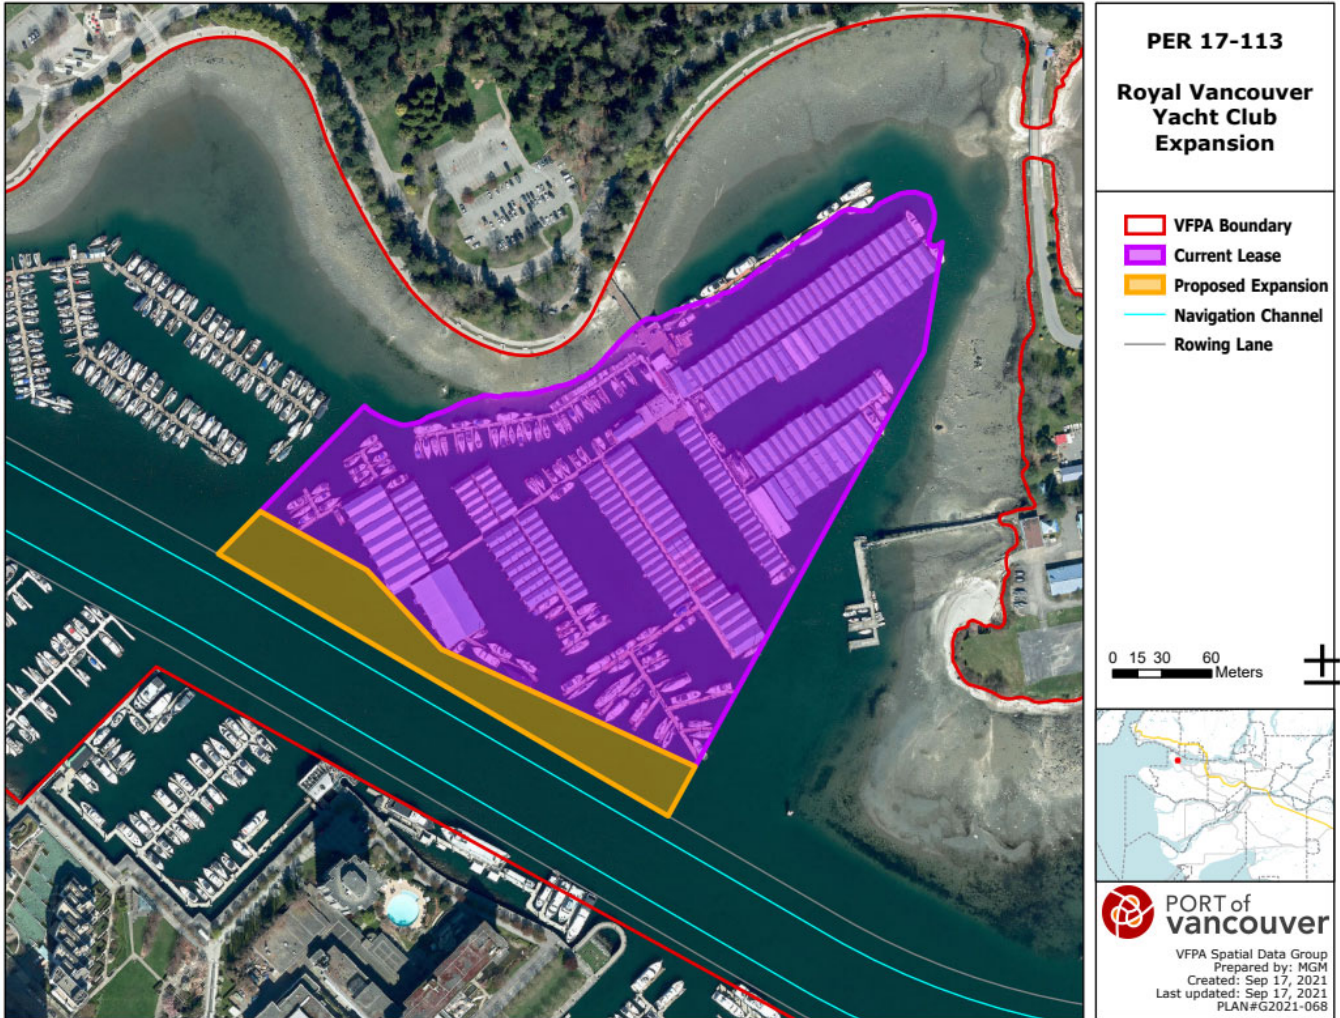 PER 17-113
Royal Vancouver
Yacht Club
Expansion
VFPA Boundary
Current Lease
Proposed Expansion
Navigation Channel
Rowing Lane
0 15 30 60
Meters
PORT of
vancouver
VFPA Spatial Data Group
Prepared by: MGM
Created: Sep 17, 2021
Last updated: Sep 17, 2021
PLAN#G2021-068